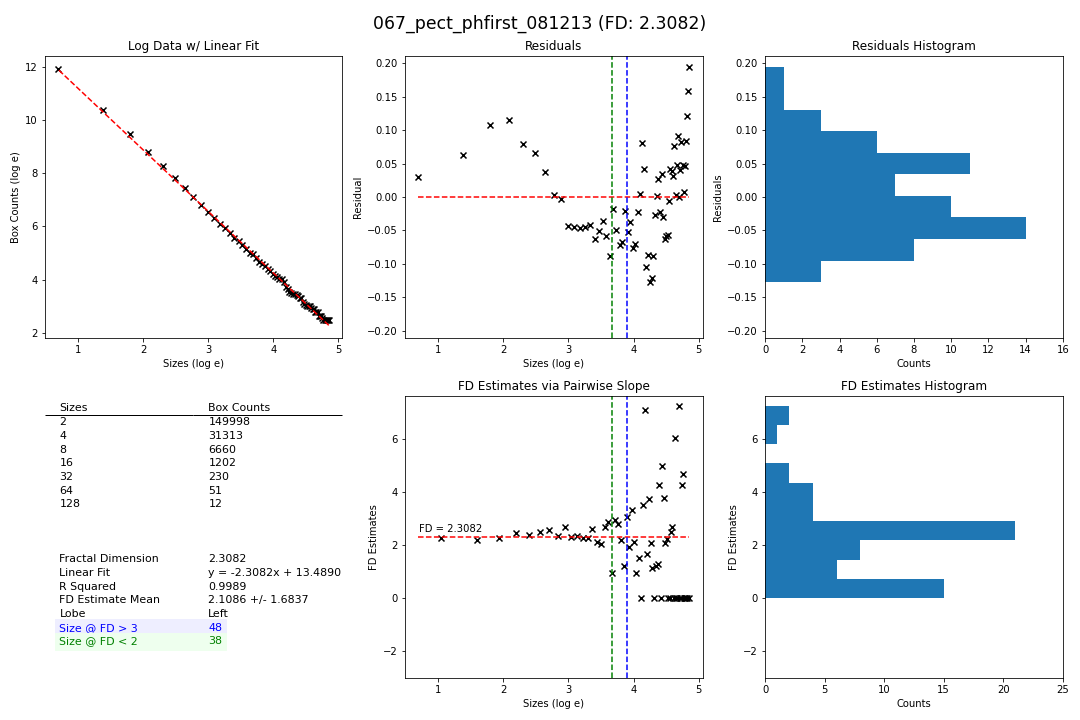 067_pect_phfirst_081213 (FD: 2.3082)
Log Data w/ Linear Fit
Box Counts (log e)
12
10
8
6
4
2
1 2 3 4 5
Sizes (log e)
Residuals
Residual
0.20
0.15
0.10
0.05
0.00
−0.05
−0.10
−0.15
−0.20
1 2 3 4 5
Sizes (log e)
Residuals Histogram
Residuals
0.20
0.15
0.10
0.05
0.00
−0.05
−0.10
−0.15
−0.20
0 2 4 6 8 10 12 14 16
Counts
Sizes Box Counts
2 149998
4 31313
8 6660
16 1202
32 230
64 51
128 12
Fractal Dimension 2.3082
Linear Fit y = -2.3082x + 13.4890
R Squared 0.9989
FD Estimate Mean 2.1086 +/- 1.6837
Lobe Left
Size @ FD > 3 48
Size @ FD < 2 38
FD Estimates via Pairwise Slope
FD Estimates
6
4
2
0
−2
FD = 2.3082
1 2 3 4 5
Sizes (log e)
FD Estimates Histogram
FD Estimates
6
4
2
0
−2
0 5 10 15 20 25
Counts